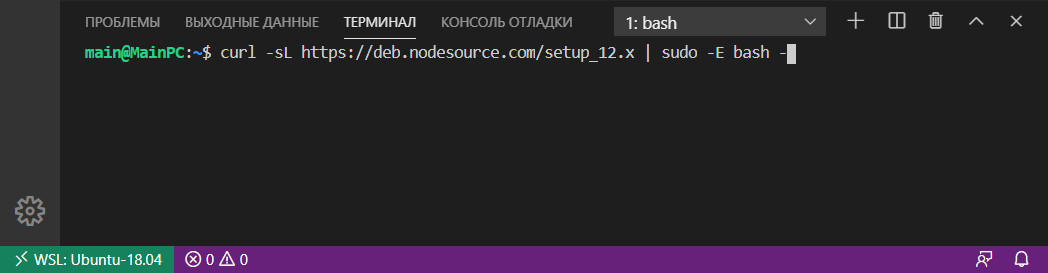 ПРОБЛЕМЫ ВЫХОДНЫЕ ДАННЫЕ ТЕРМИНАЛ КОНСОЛЬ ОТЛАДКИ 1: bash
main@MainPC:~$ curl -sL https://deb.nodesource.com/setup_12.x | sudo -E bash -
WSL: Ubuntu-18.04 0 0